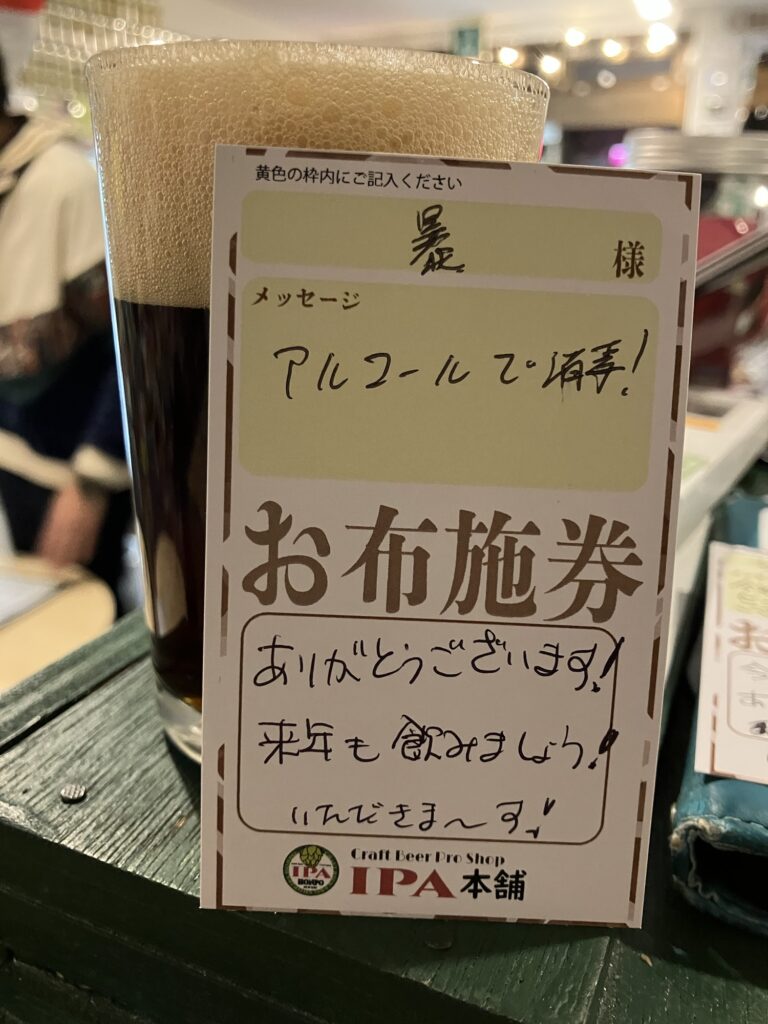 黄色の枠内にご記入ください
様
メッセージ
アルコールで消毒!
お布施券
ありがとうございます!
来年も飲みましょう!
いただきま〜す!
IPA
HONPO
Craft Beer Pro Shop
IPA本舗
お